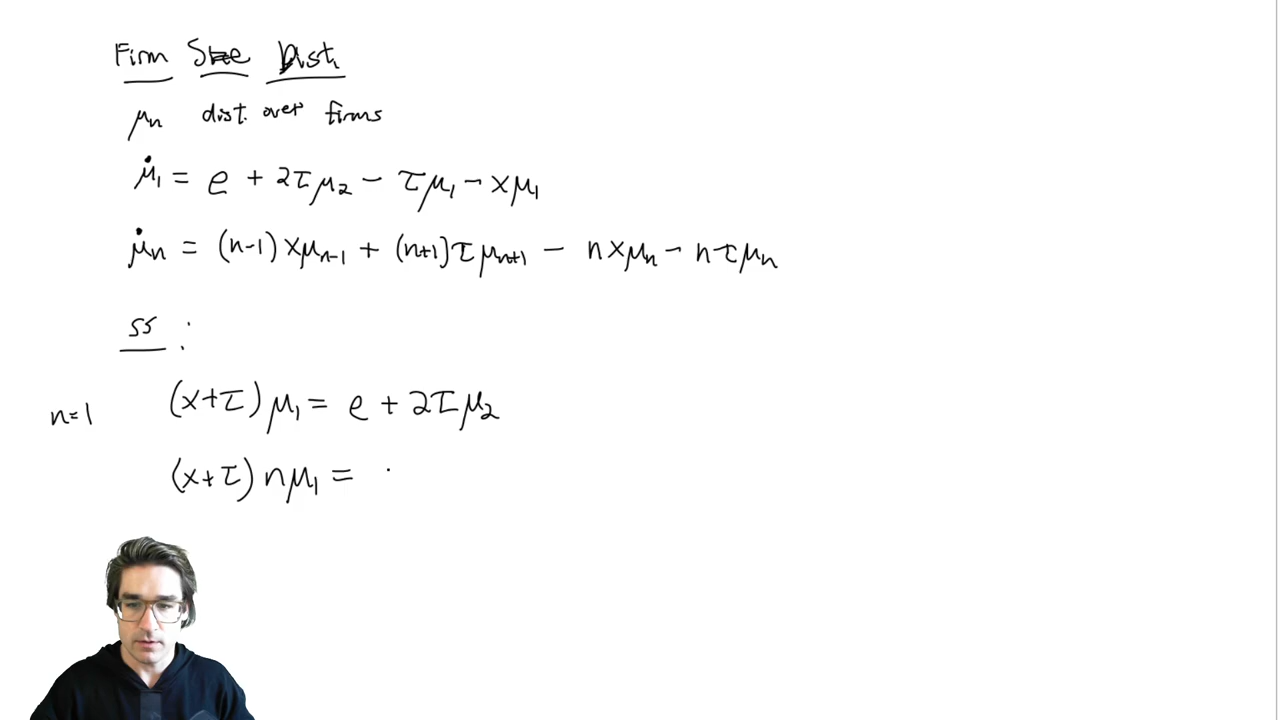 Firm Size Dist.
μₙ dist. over firms
μ̇₁ = e + 2τμ₂ − τμ₁ − xμ₁
μ̇ₙ = (n-1)xμₙ₋₁ + (n+1)τμₙ₊₁ − nxμₙ − nτμₙ
SS :
n=1 (x+τ)μ₁ = e + 2τμ₂
(x+τ)nμ₁ =